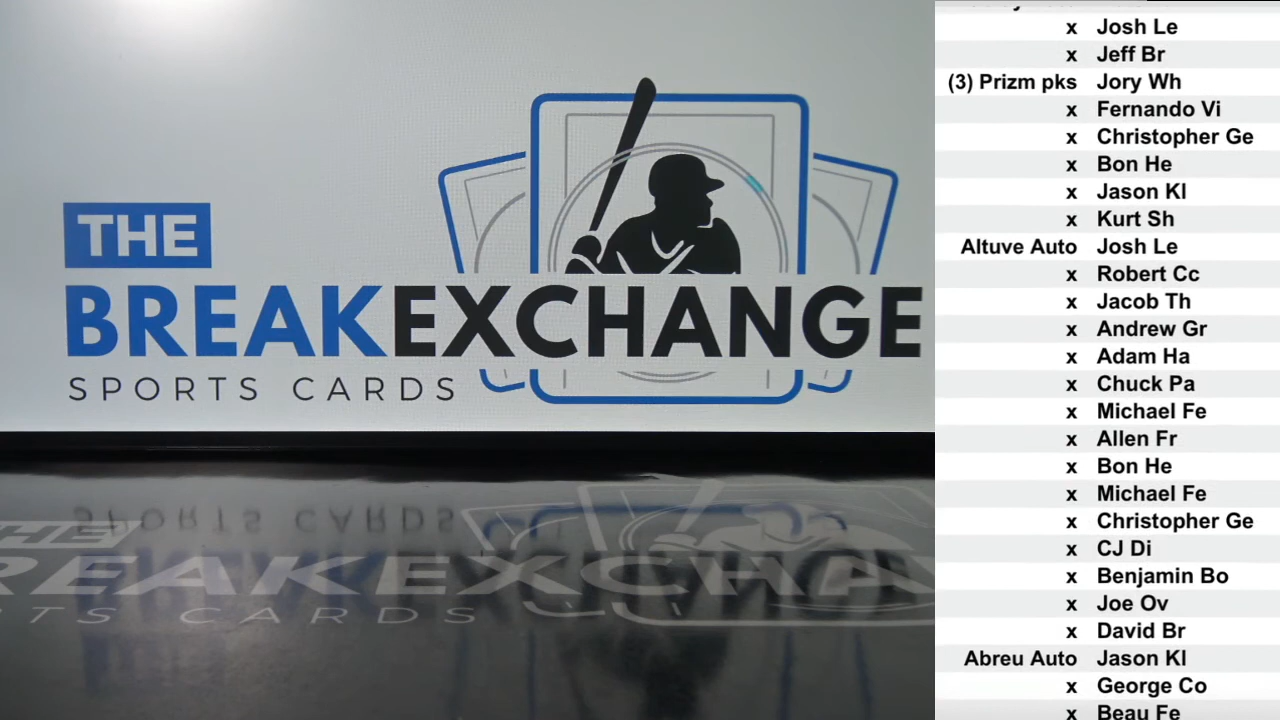 THE
BREAKEXCHANGE
SPORTS CARDS
SPORTS CARDS
x Josh Le
x Jeff Br
(3) Prizm pks Jory Wh
x Fernando Vi
x Christopher Ge
x Bon He
x Jason Kl
x Kurt Sh
Altuve Auto Josh Le
x Robert Cc
x Jacob Th
x Andrew Gr
x Adam Ha
x Chuck Pa
x Michael Fe
x Allen Fr
x Bon He
x Michael Fe
x Christopher Ge
x CJ Di
x Benjamin Bo
x Joe Ov
x David Br
Abreu Auto Jason Kl
x George Co
x Beau Fe